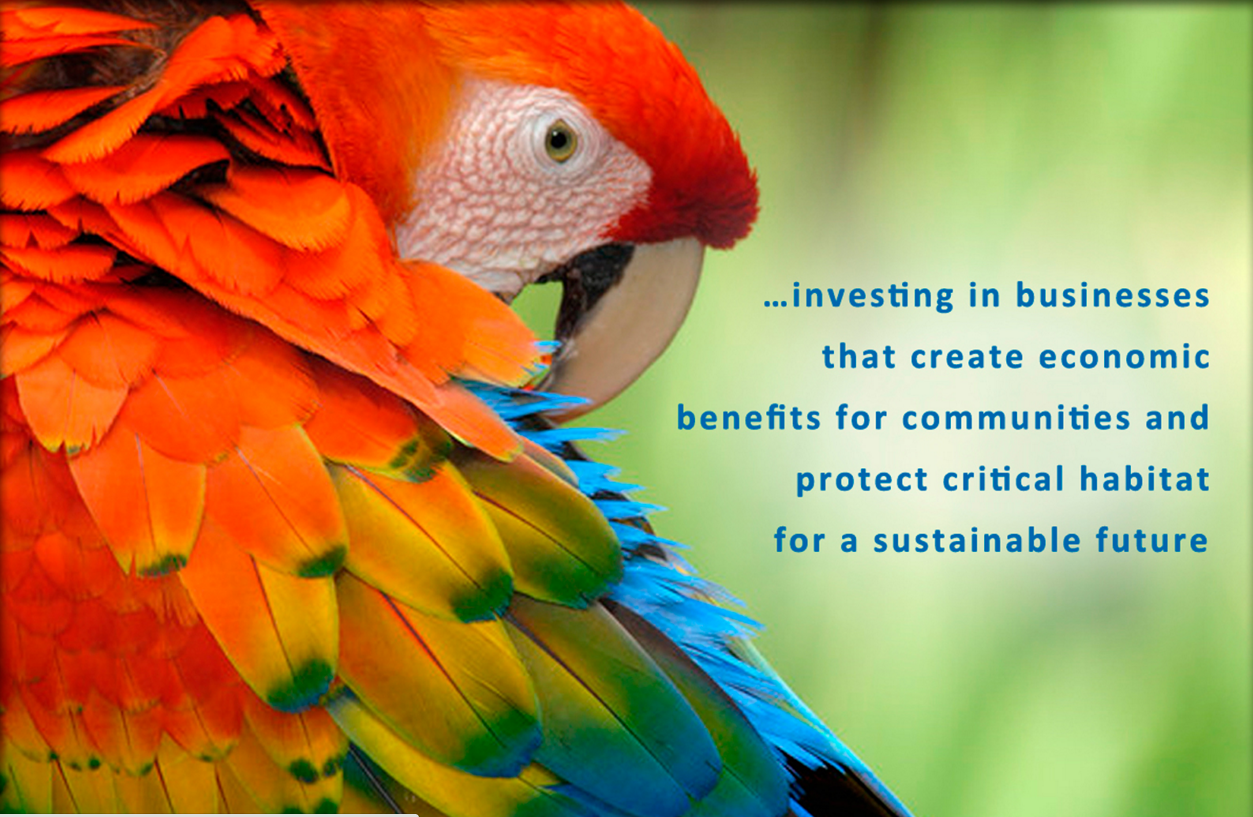 …investing in businesses
that create economic
benefits for communities and
protect critical habitat
for a sustainable future